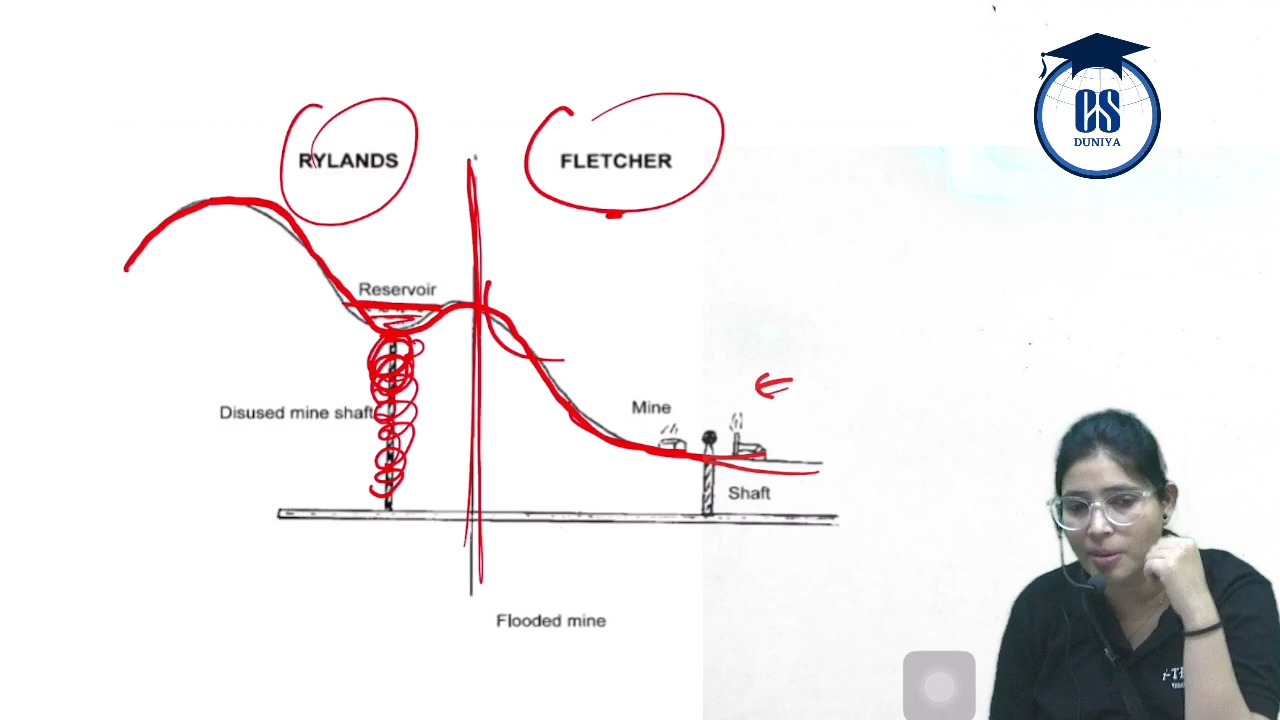 RYLANDS
FLETCHER
CS
DUNIYA
Reservoir
Mine
Disused mine shaft
Shaft
Flooded mine